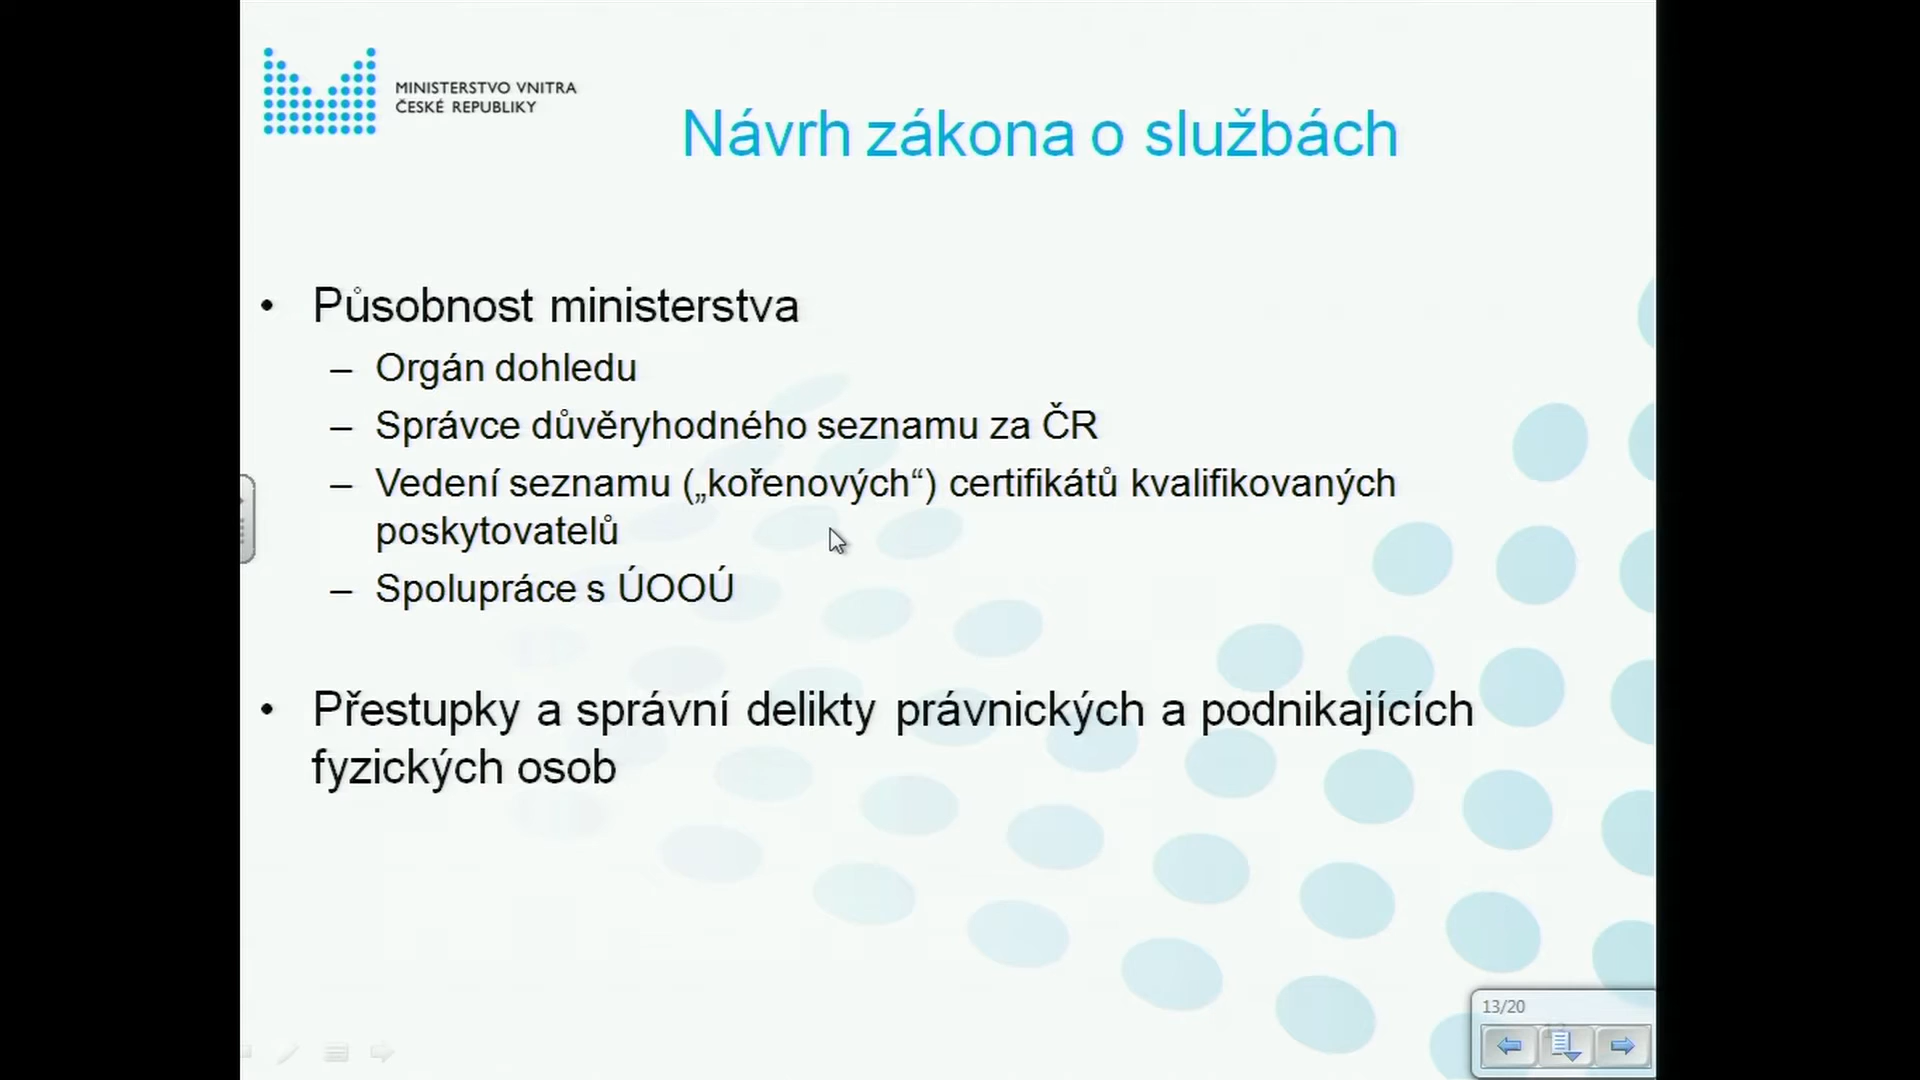 MINISTERSTVO VNITRA
ČESKÉ REPUBLIKY
Návrh zákona o službách
• Působnost ministerstva
– Orgán dohledu
– Správce důvěryhodného seznamu za ČR
– Vedení seznamu („kořenových“) certifikátů kvalifikovaných
poskytovatelů
– Spolupráce s ÚOOÚ
• Přestupky a správní delikty právnických a podnikajících
fyzických osob
13/20